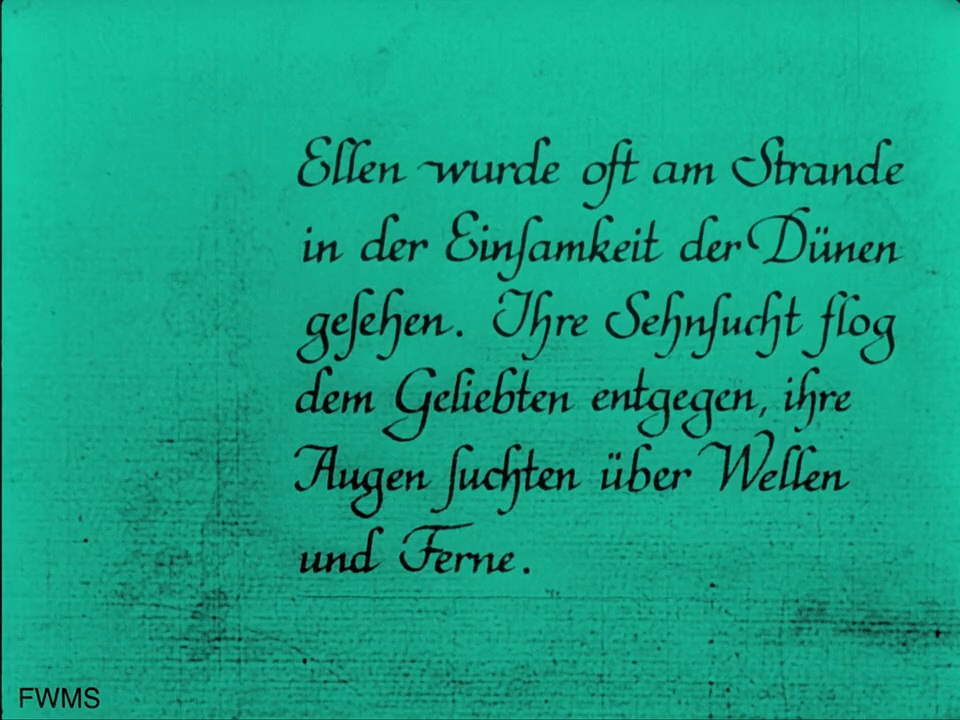 Ellen wurde oft am Strande
in der Einſamkeit der Dünen
geſehen. Ihre Sehnſucht flog
dem Geliebten entgegen, ihre
Augen ſuchten über Wellen
und Ferne.
FWMS